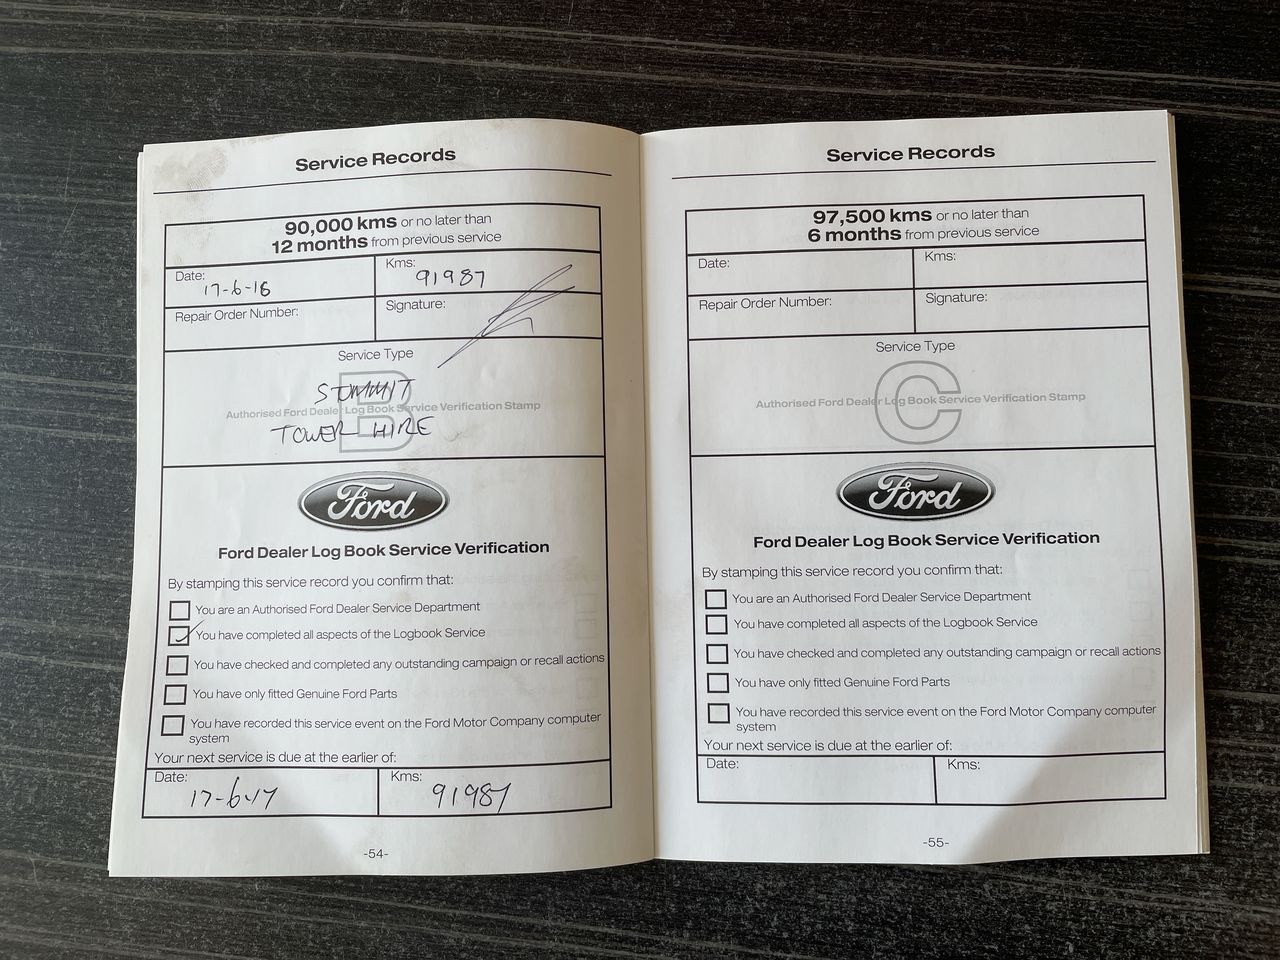 Service Records
90,000 kms or no later than
12 months from previous service
Date:
17-6-16
Kms:
91987
Repair Order Number:
Signature:
Service Type
B
SUMMIT
Authorised Ford Dealer Log Book Service Verification Stamp
TOWER HIRE
Ford
Ford Dealer Log Book Service Verification
By stamping this service record you confirm that:
You are an Authorised Ford Dealer Service Department
You have completed all aspects of the Logbook Service
You have checked and completed any outstanding campaign or recall actions
You have only fitted Genuine Ford Parts
You have recorded this service event on the Ford Motor Company computer
system
Your next service is due at the earlier of:
Date:
17-6-17
Kms:
91987
-54-
Service Records
97,500 kms or no later than
6 months from previous service
Date:
Kms:
Repair Order Number:
Signature:
Service Type
C
Authorised Ford Dealer Log Book Service Verification Stamp
Ford
Ford Dealer Log Book Service Verification
By stamping this service record you confirm that:
You are an Authorised Ford Dealer Service Department
You have completed all aspects of the Logbook Service
You have checked and completed any outstanding campaign or recall actions
You have only fitted Genuine Ford Parts
You have recorded this service event on the Ford Motor Company computer
system
Your next service is due at the earlier of:
Date:
Kms:
-55-